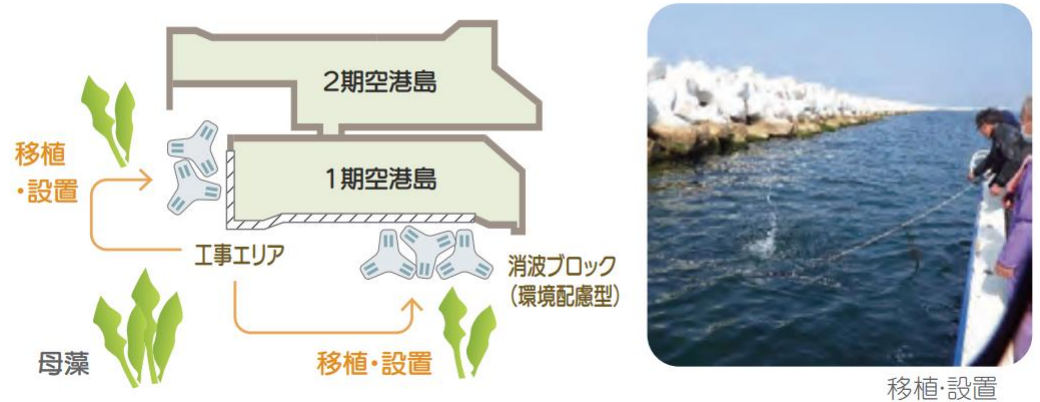 2期空港島
移植
・設置
1期空港島
工事エリア
消波ブロック
(環境配慮型)
母藻
移植・設置
移植・設置